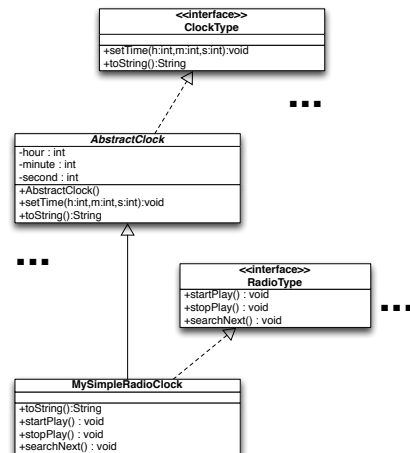 <<interface>>
ClockType
+setTime(h:int,m:int,s:int):void
+toString():String
AbstractClock
-hour : int
-minute : int
-second : int
+AbstractClock()
+setTime(h:int,m:int,s:int):void
+toString():String
<<interface>>
RadioType
+startPlay() : void
+stopPlay() : void
+searchNext() : void
MySimpleRadioClock
+toString():String
+startPlay() : void
+stopPlay() : void
+searchNext() : void